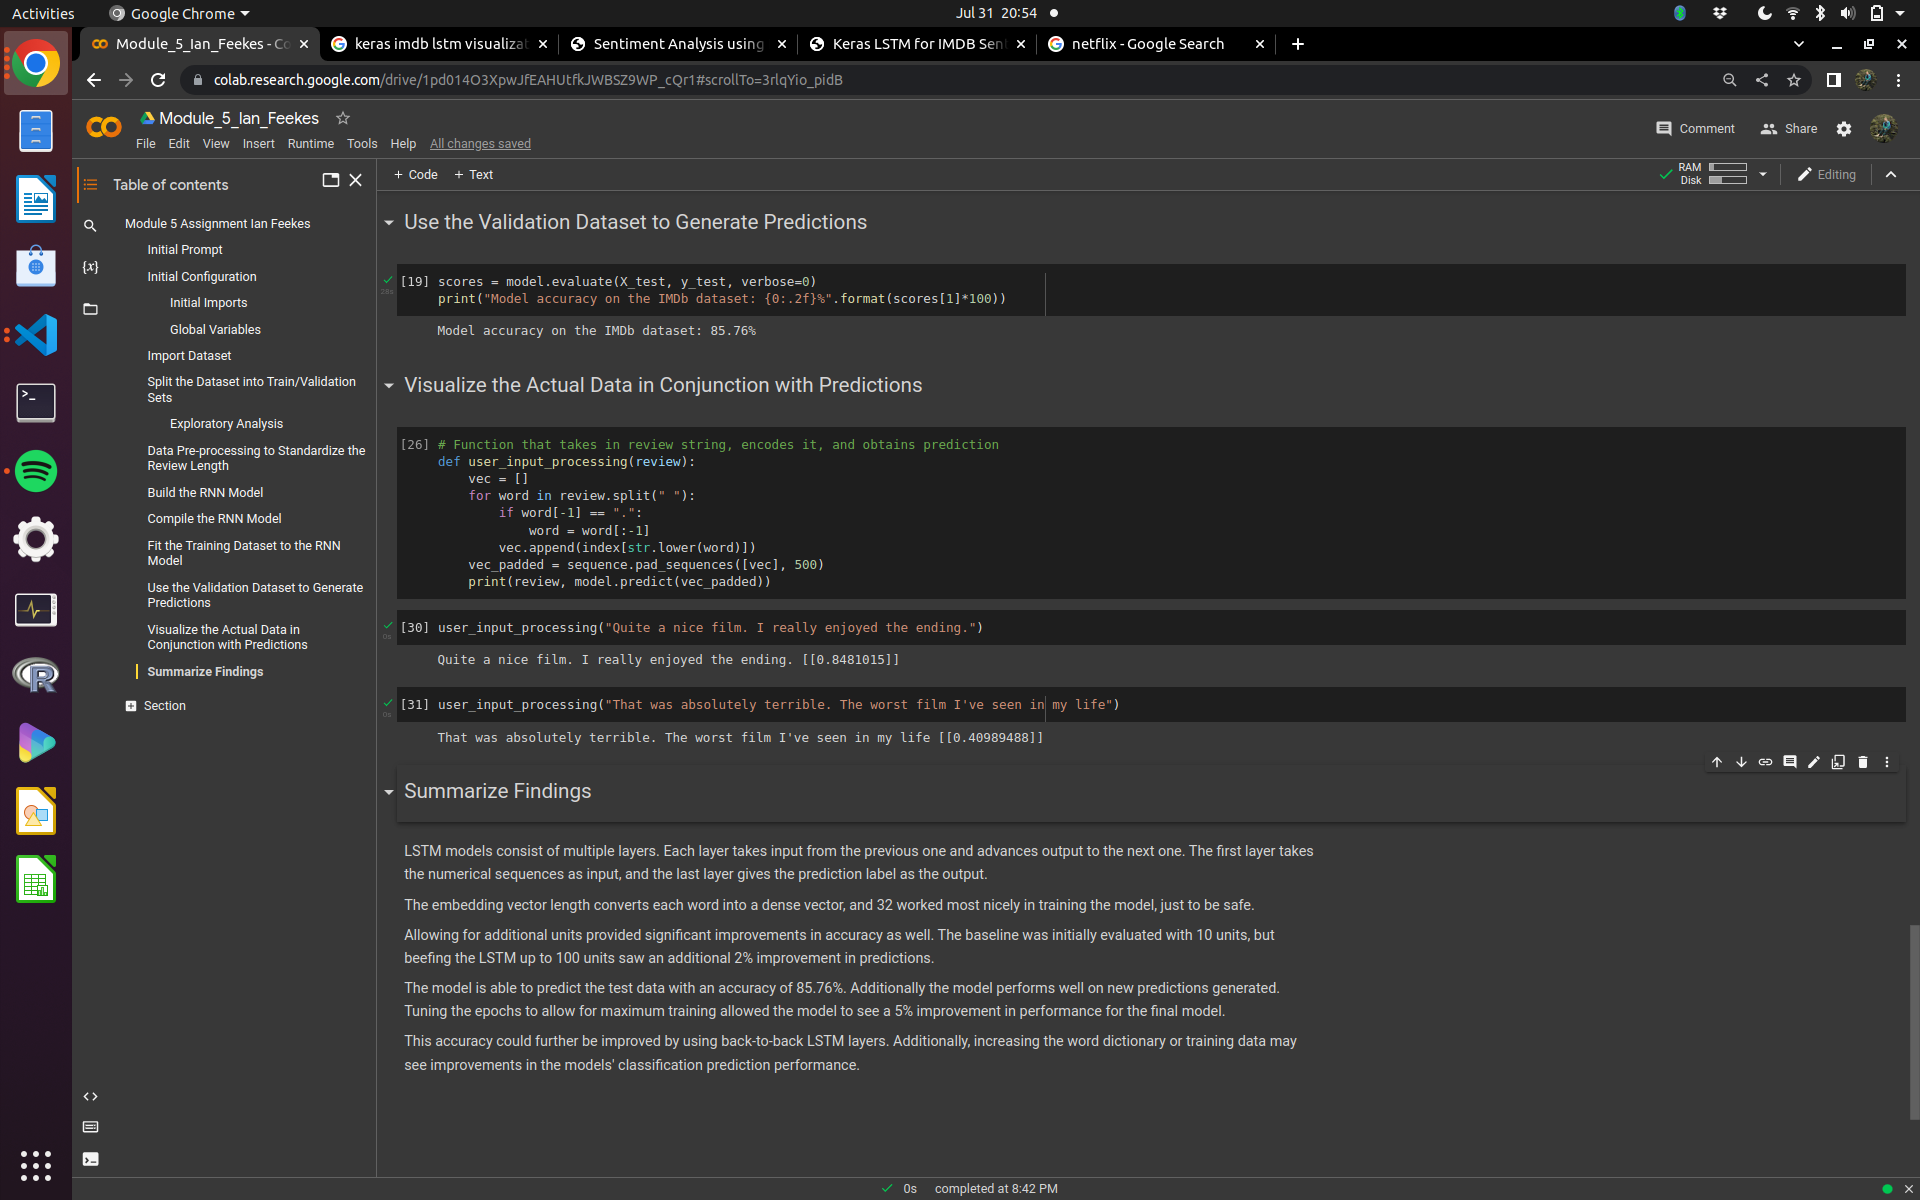 Activities
Google Chrome
Jul 31 20:54
Module_5_Ian_Feekes - Co
keras imdb lstm visualizat
Sentiment Analysis using
Keras LSTM for IMDB Sen
netflix - Google Search
colab.research.google.com/drive/1pd014O3XpwJfEAHUtfkJWBSZ9WP_cQr1#scrollTo=3rlqYio_pidB
Module_5_Ian_Feekes
File Edit View Insert Runtime Tools Help All changes saved
Comment
Share
Table of contents
+ Code + Text
RAM
Disk
Editing
Module 5 Assignment Ian Feekes
Initial Prompt
Initial Configuration
Initial Imports
Global Variables
Import Dataset
Split the Dataset into Train/Validation
Sets
Exploratory Analysis
Data Pre-processing to Standardize the
Review Length
Build the RNN Model
Compile the RNN Model
Fit the Training Dataset to the RNN
Model
Use the Validation Dataset to Generate
Predictions
Visualize the Actual Data in
Conjunction with Predictions
Summarize Findings
Section
{x}
Use the Validation Dataset to Generate Predictions
[19] scores = model.evaluate(X_test, y_test, verbose=0)
28s
print("Model accuracy on the IMDb dataset: {0:.2f}%".format(scores[1]*100))
Model accuracy on the IMDb dataset: 85.76%
Visualize the Actual Data in Conjunction with Predictions
[26] # Function that takes in review string, encodes it, and obtains prediction
def user_input_processing(review):
vec = []
for word in review.split(" "):
if word[-1] == ".":
word = word[:-1]
vec.append(index[str.lower(word)])
vec_padded = sequence.pad_sequences([vec], 500)
print(review, model.predict(vec_padded))
[30] user_input_processing("Quite a nice film. I really enjoyed the ending.")
0s
Quite a nice film. I really enjoyed the ending. [[0.8481015]]
[31] user_input_processing("That was absolutely terrible. The worst film I've seen in my life")
0s
That was absolutely terrible. The worst film I've seen in my life [[0.40989488]]
Summarize Findings
LSTM models consist of multiple layers. Each layer takes input from the previous one and advances output to the next one. The first layer takes
the numerical sequences as input, and the last layer gives the prediction label as the output.
The embedding vector length converts each word into a dense vector, and 32 worked most nicely in training the model, just to be safe.
Allowing for additional units provided significant improvements in accuracy as well. The baseline was initially evaluated with 10 units, but
beefing the LSTM up to 100 units saw an additional 2% improvement in predictions.
The model is able to predict the test data with an accuracy of 85.76%. Additionally the model performs well on new predictions generated.
Tuning the epochs to allow for maximum training allowed the model to see a 5% improvement in performance for the final model.
This accuracy could further be improved by using back-to-back LSTM layers. Additionally, increasing the word dictionary or training data may
see improvements in the models' classification prediction performance.
0s completed at 8:42 PM